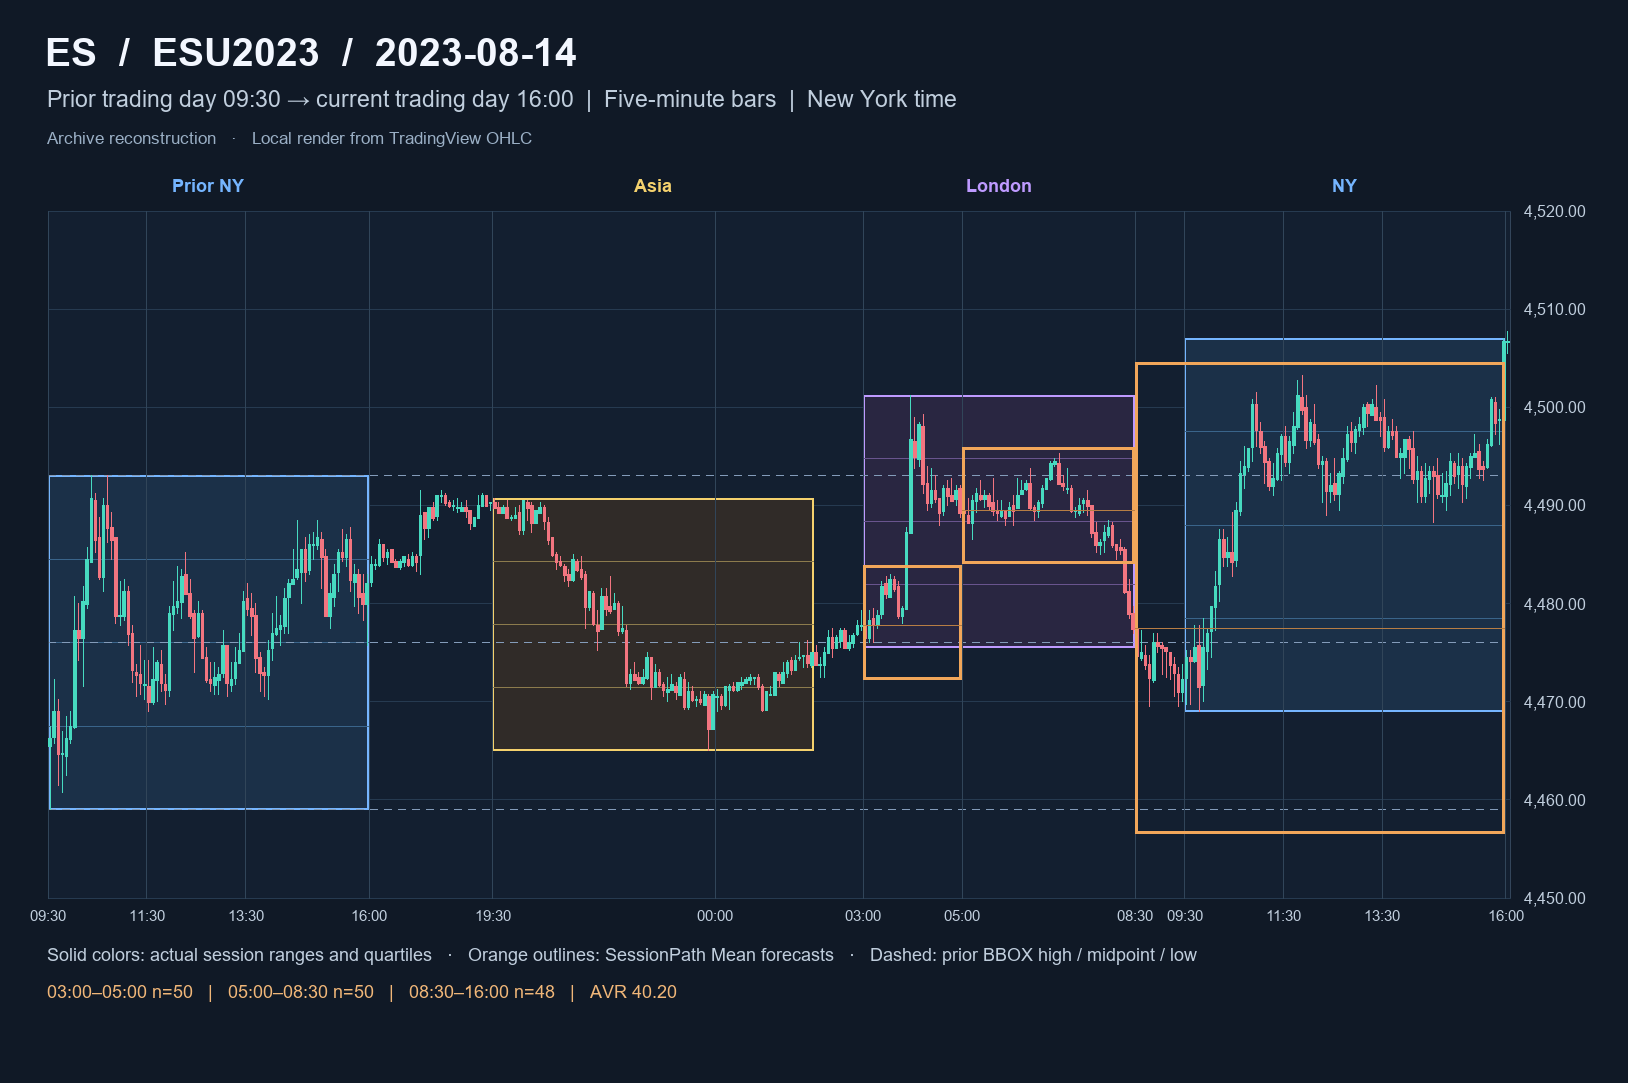 ES / ESU2023 / 2023-08-14
Prior trading day 09:30 → current trading day 16:00 | Five-minute bars | New York time
Archive reconstruction · Local render from TradingView OHLC
Prior NY Asia London NY
4,520.00
4,510.00
4,500.00
4,490.00
4,480.00
4,470.00
4,460.00
4,450.00
09:30 11:30 13:30 16:00 19:30 00:00 03:00 05:00 08:30 09:30 11:30 13:30 16:00
Solid colors: actual session ranges and quartiles · Orange outlines: SessionPath Mean forecasts · Dashed: prior BBOX high / midpoint / low
03:00–05:00 n=50 | 05:00–08:30 n=50 | 08:30–16:00 n=48 | AVR 40.20